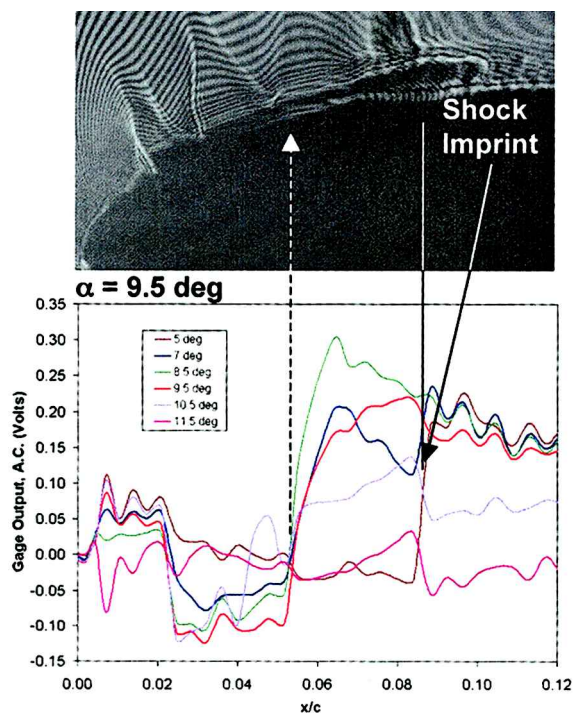 Shock
Imprint
α = 9.5 deg
0.35
0.30
0.25
0.20
0.15
0.10
0.05
0.00
-0.05
-0.10
-0.15
Gage Output, A.C. (Volts)
5 deg
7 deg
8.5 deg
9.5 deg
10.5 deg
11.5 deg
0.00 0.02 0.04 0.06 0.08 0.10 0.12
x/c